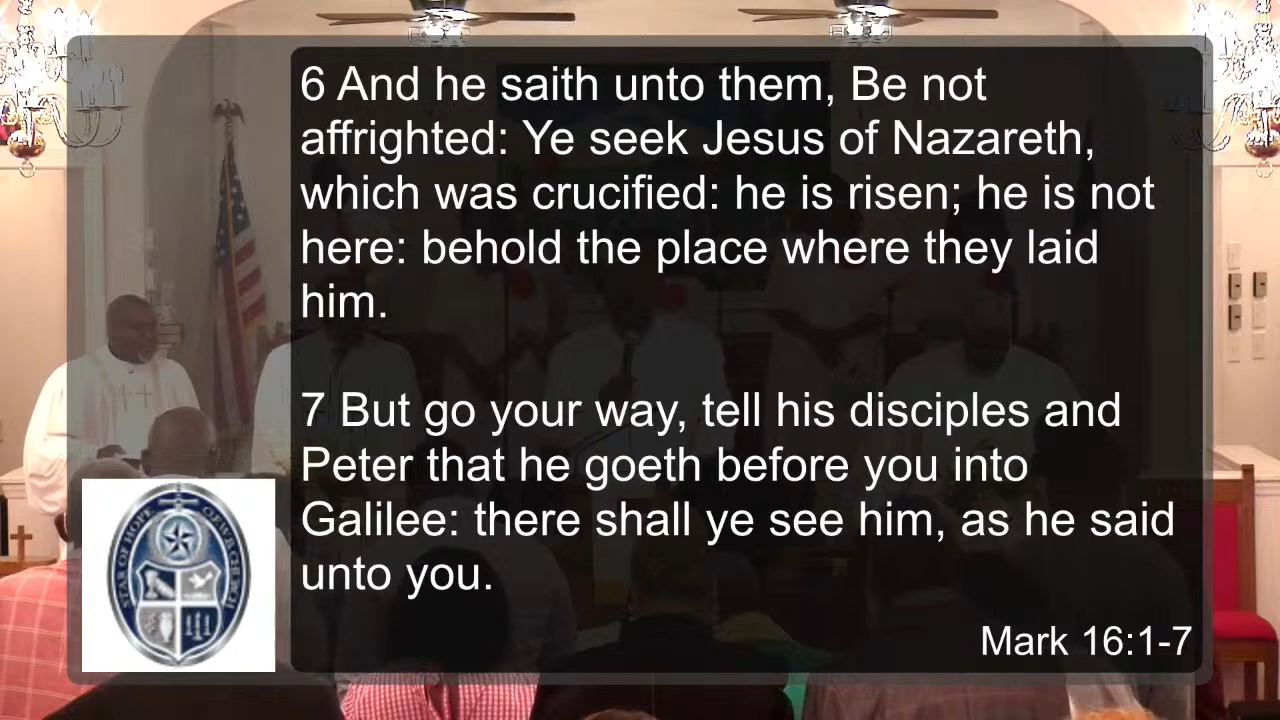 6 And he saith unto them, Be not
affrighted: Ye seek Jesus of Nazareth,
which was crucified: he is risen; he is not
here: behold the place where they laid
him.
7 But go your way, tell his disciples and
Peter that he goeth before you into
Galilee: there shall ye see him, as he said
unto you.
Mark 16:1-7
STAR OF HOPE